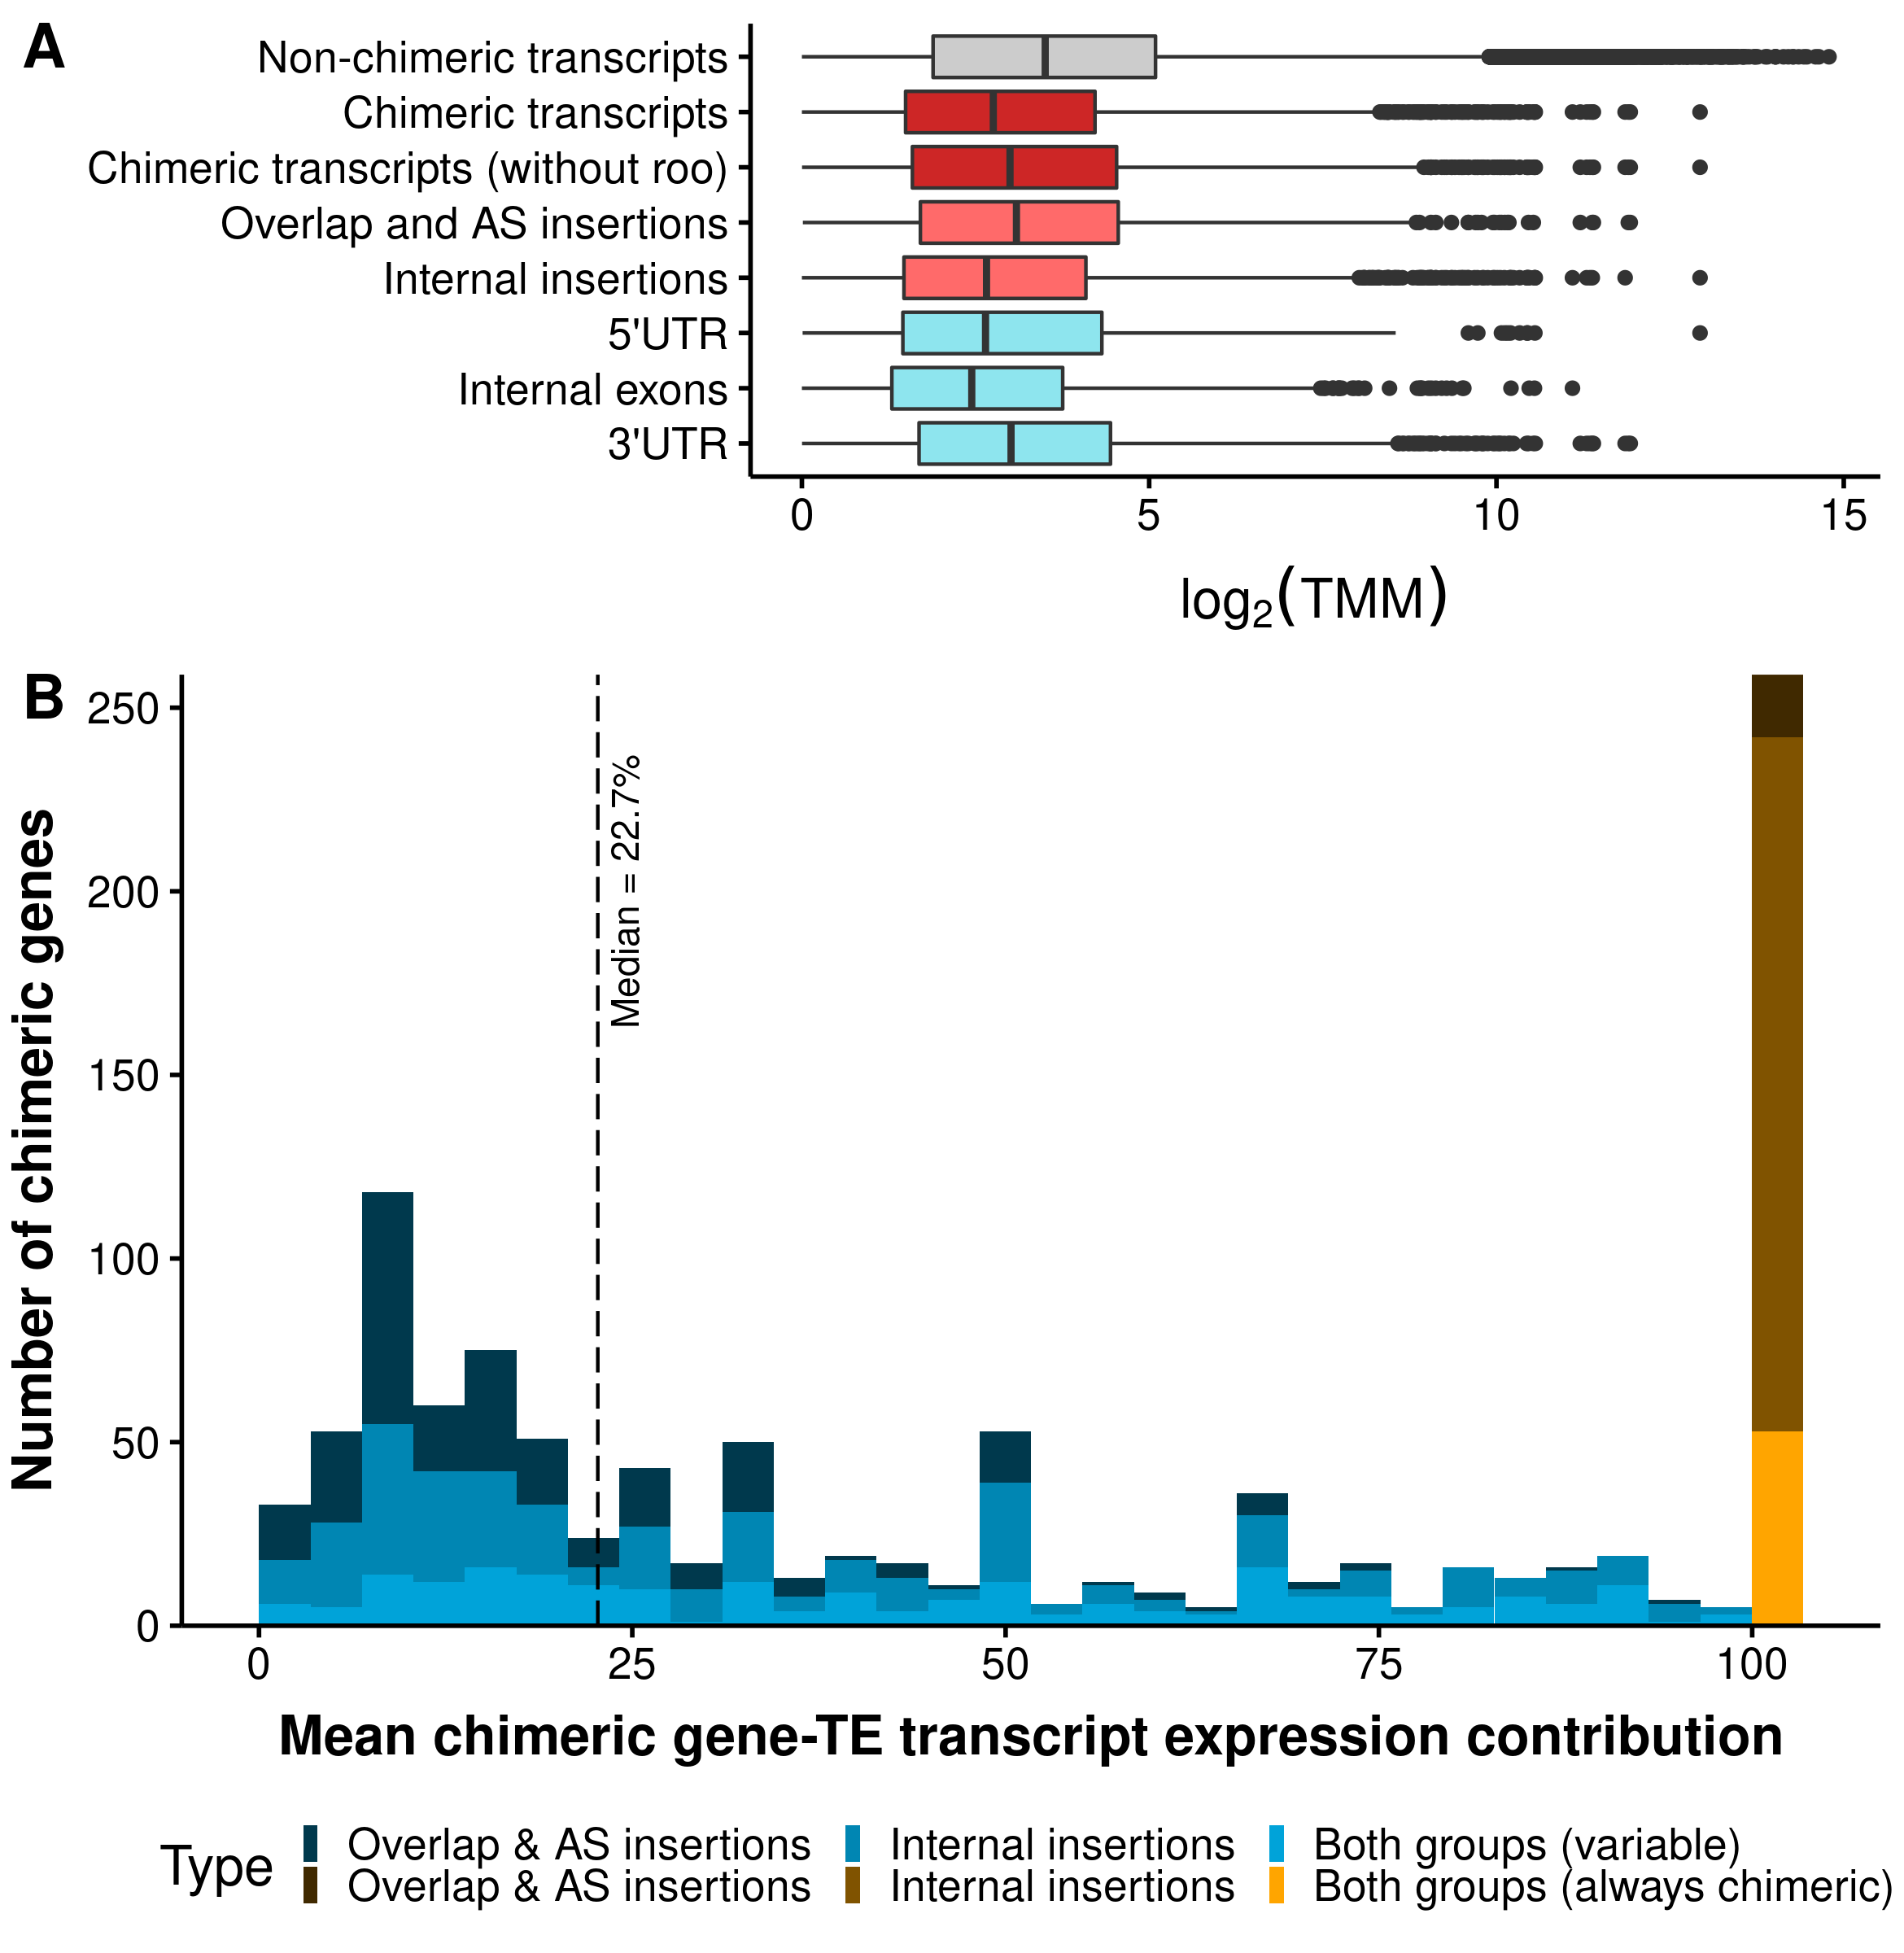 A
Non-chimeric transcripts
Chimeric transcripts
Chimeric transcripts (without roo)
Overlap and AS insertions
Internal insertions
5'UTR
Internal exons
3'UTR
0 5 10 15
log2(TMM)
B
250
200
150
100
50
0
Number of chimeric genes
Median = 22.7%
0 25 50 75 100
Mean chimeric gene-TE transcript expression contribution
Type
Overlap & AS insertions Internal insertions Both groups (variable)
Overlap & AS insertions Internal insertions Both groups (always chimeric)